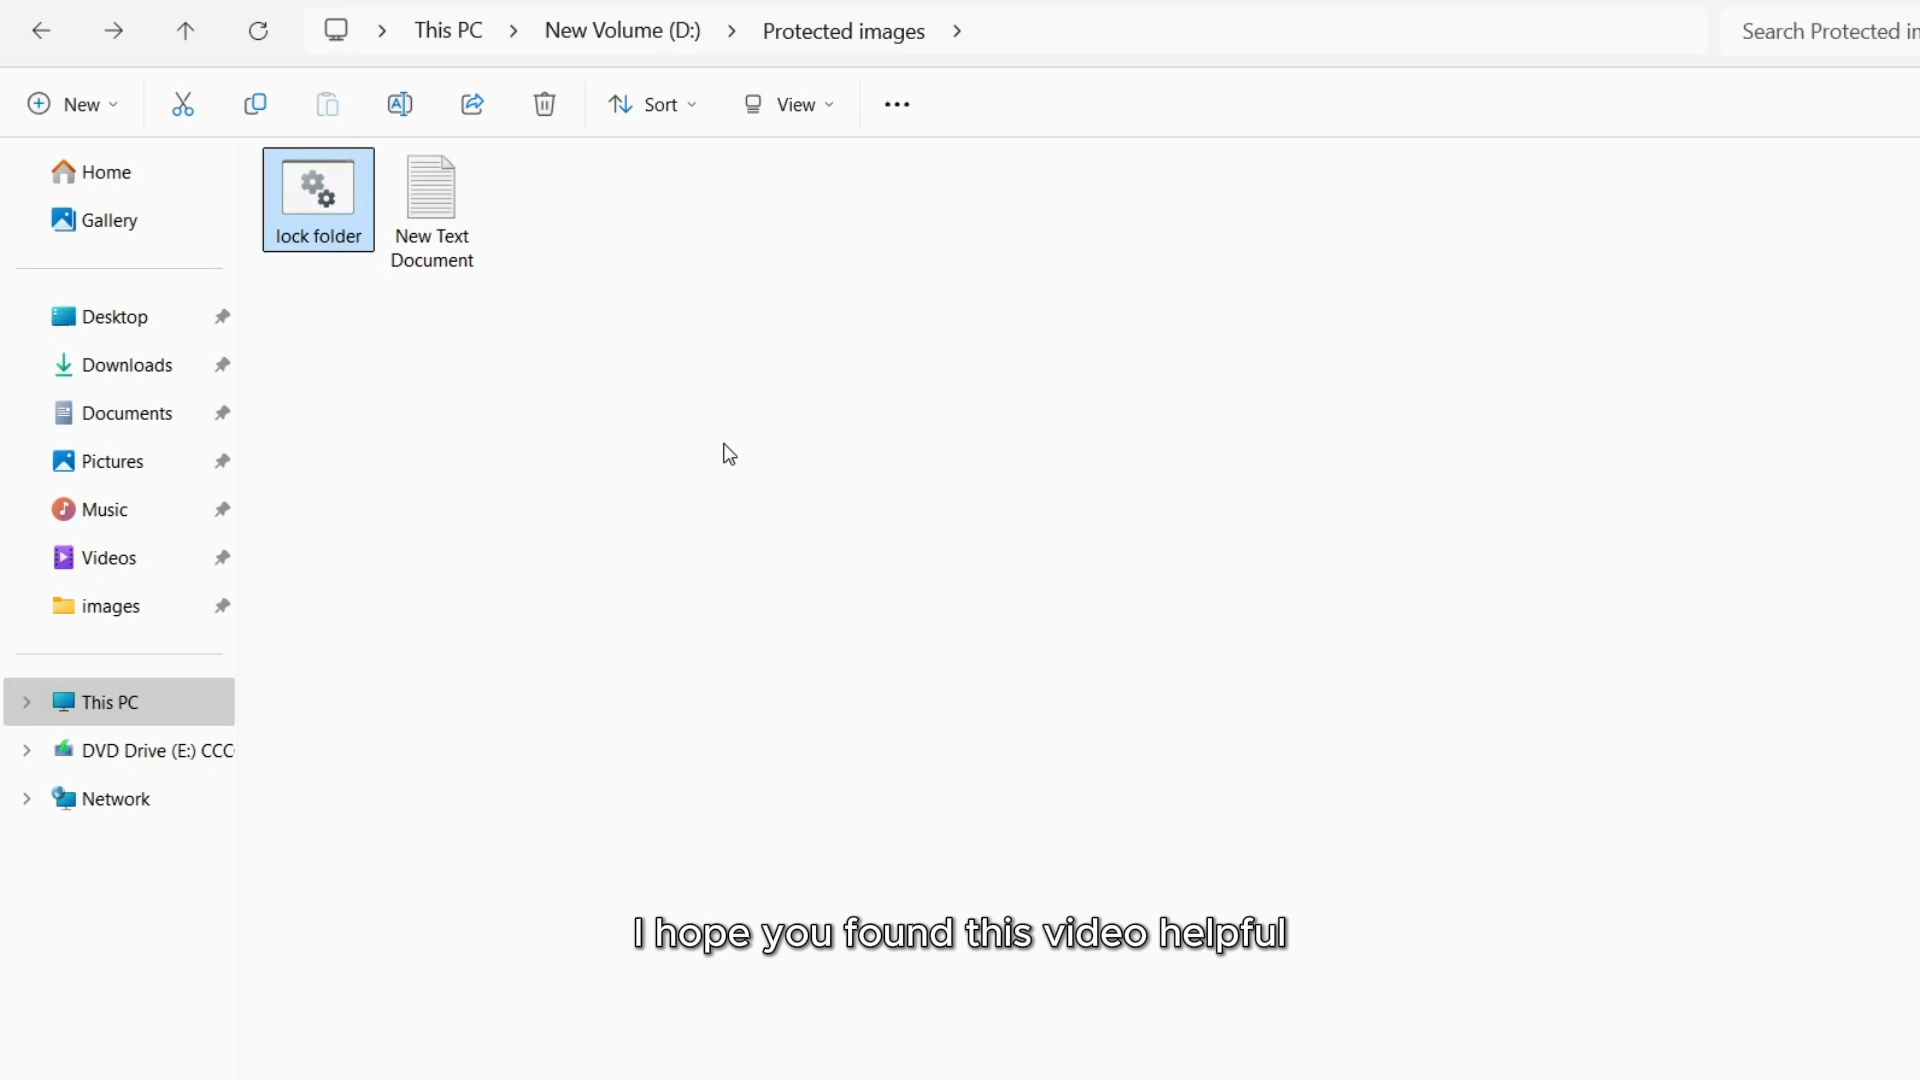 This PC
New Volume (D:)
Protected images
Search Protected in
New
Sort
View
Home
Gallery
Desktop
Downloads
Documents
Pictures
Music
Videos
images
This PC
DVD Drive (E:) CCC
Network
lock folder
New Text
Document
I hope you found this video helpful